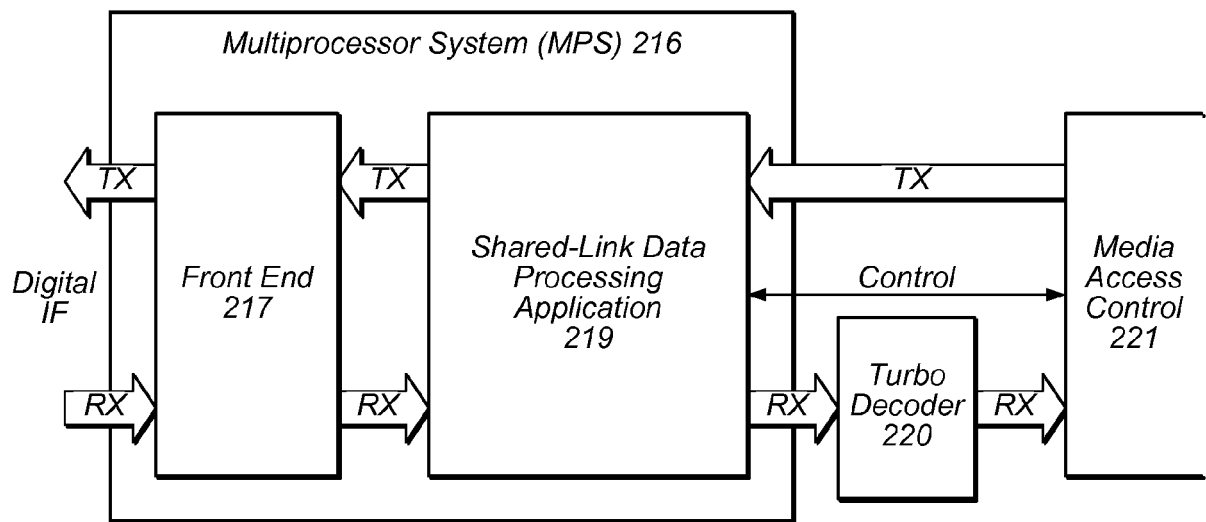 Multiprocessor System (MPS) 216
TX
TX
TX
Digital
IF
Front End
217
Shared-Link Data
Processing
Application
219
Control
Media
Access
Control
221
RX
RX
RX
Turbo
Decoder
220
RX